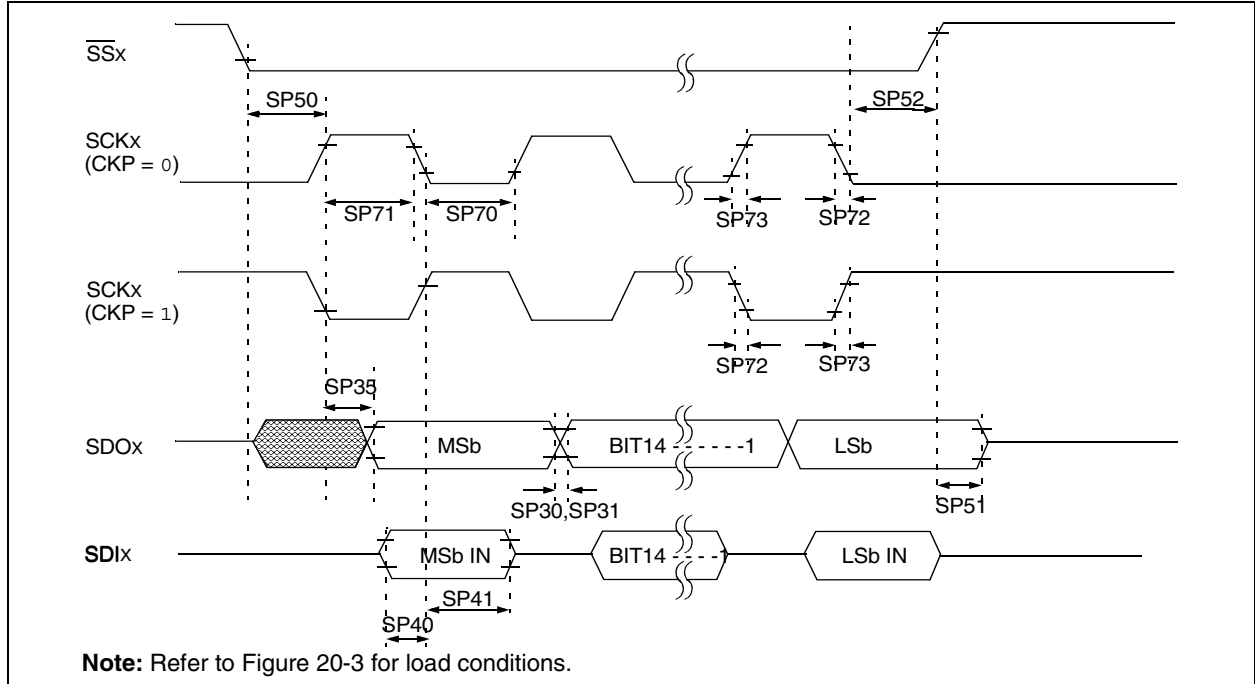 SSx
SP50
SP52
SCKx
(CKP = 0)
SP71
SP70
SP73
SP72
SCKx
(CKP = 1)
SP72
SP73
SP35
SDOx
MSb
BIT14 - - - - - -1
LSb
SP30,SP31
SP51
SDIx
MSb IN
BIT14 - - - -1
LSb IN
SP41
SP40
Note: Refer to Figure 20-3 for load conditions.